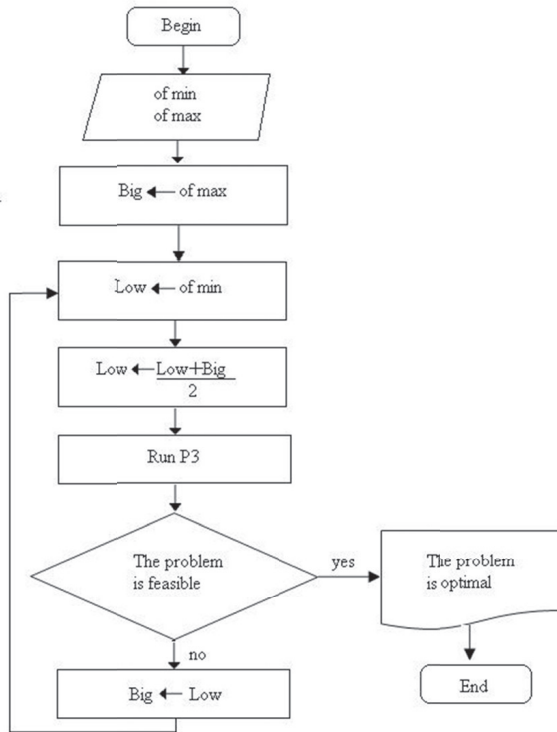 Begin
of min
of max
Big ← of max
Low ← of min
Low ← Low+Big
2
Run P3
The problem
is feasible
yes
The problem
is optimal
no
Big ← Low
End